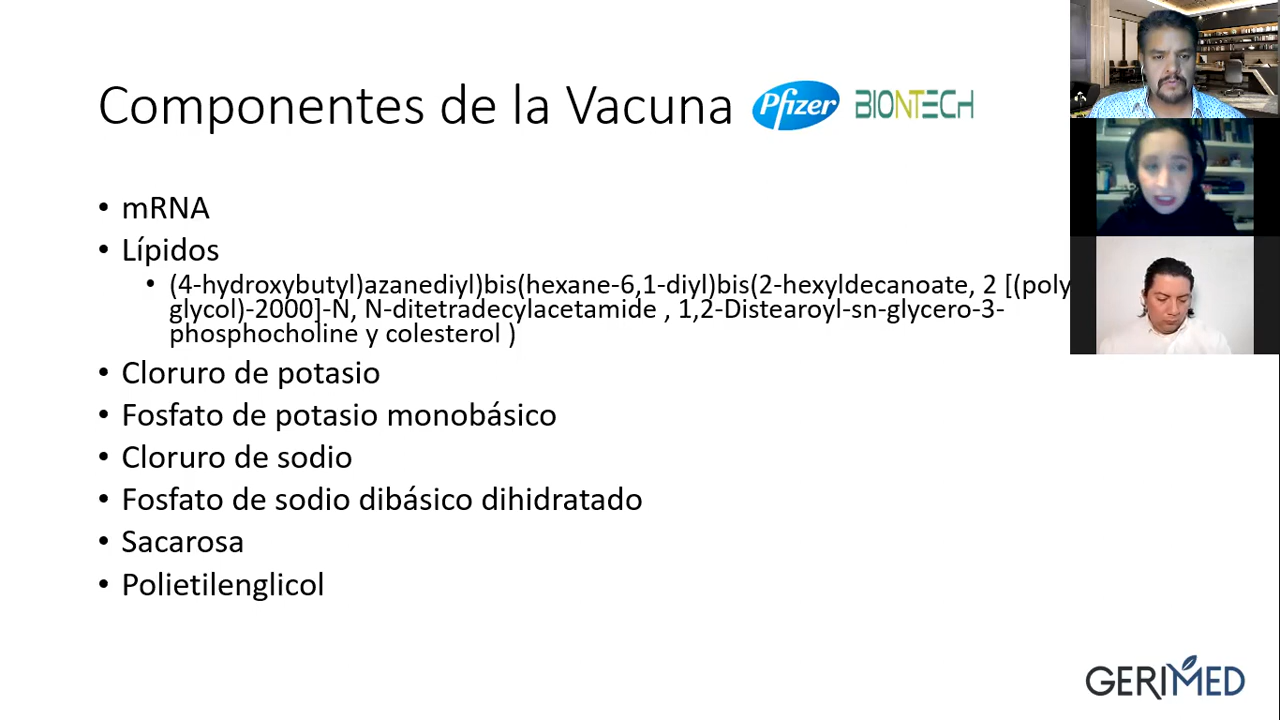 Componentes de la Vacuna Pfizer BIONTECH
• mRNA
• Lípidos
• (4-hydroxybutyl)azanediyl)bis(hexane-6,1-diyl)bis(2-hexyldecanoate, 2 [(poly
glycol)-2000]-N, N-ditetradecylacetamide , 1,2-Distearoyl-sn-glycero-3-
phosphocholine y colesterol )
• Cloruro de potasio
• Fosfato de potasio monobásico
• Cloruro de sodio
• Fosfato de sodio dibásico dihidratado
• Sacarosa
• Polietilenglicol
GERIMED